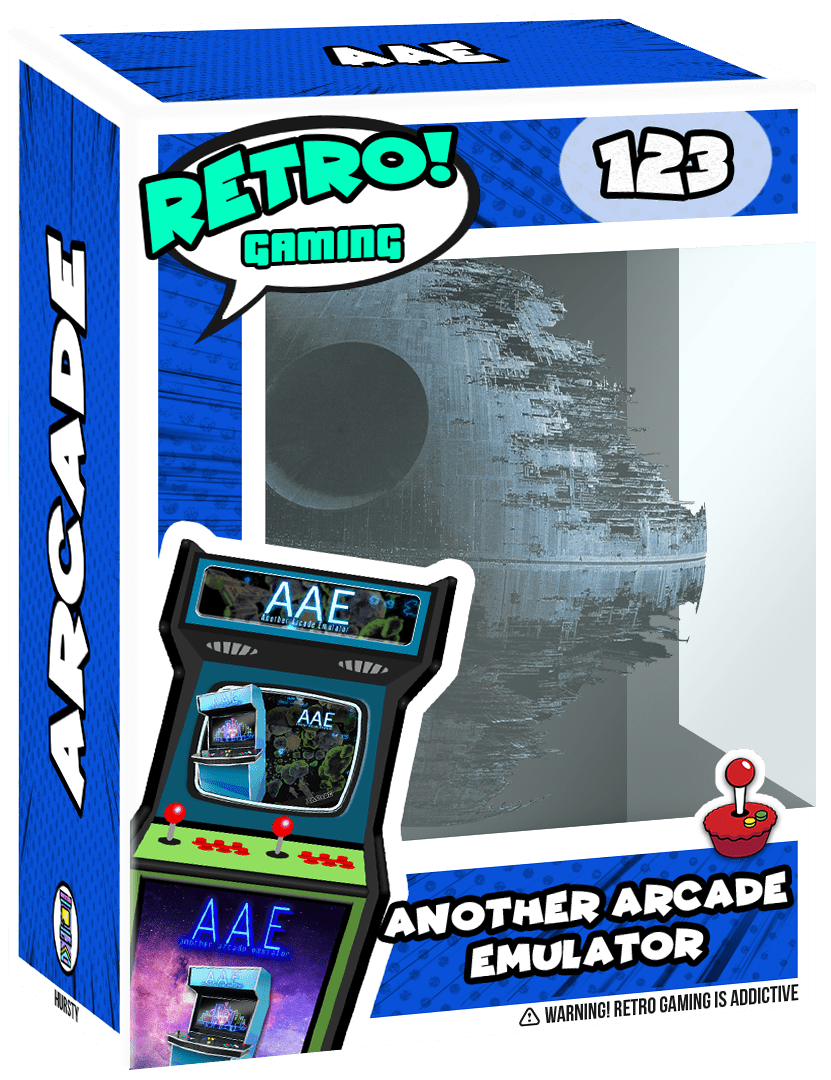 AAE
RETRO!
GAMING
123
ARCADE
AAE
Another Arcade Emulator
AAE
AAE
another arcade emulator
AAE
ANOTHER ARCADE
EMULATOR
WARNING! RETRO GAMING IS ADDICTIVE
HURSTY